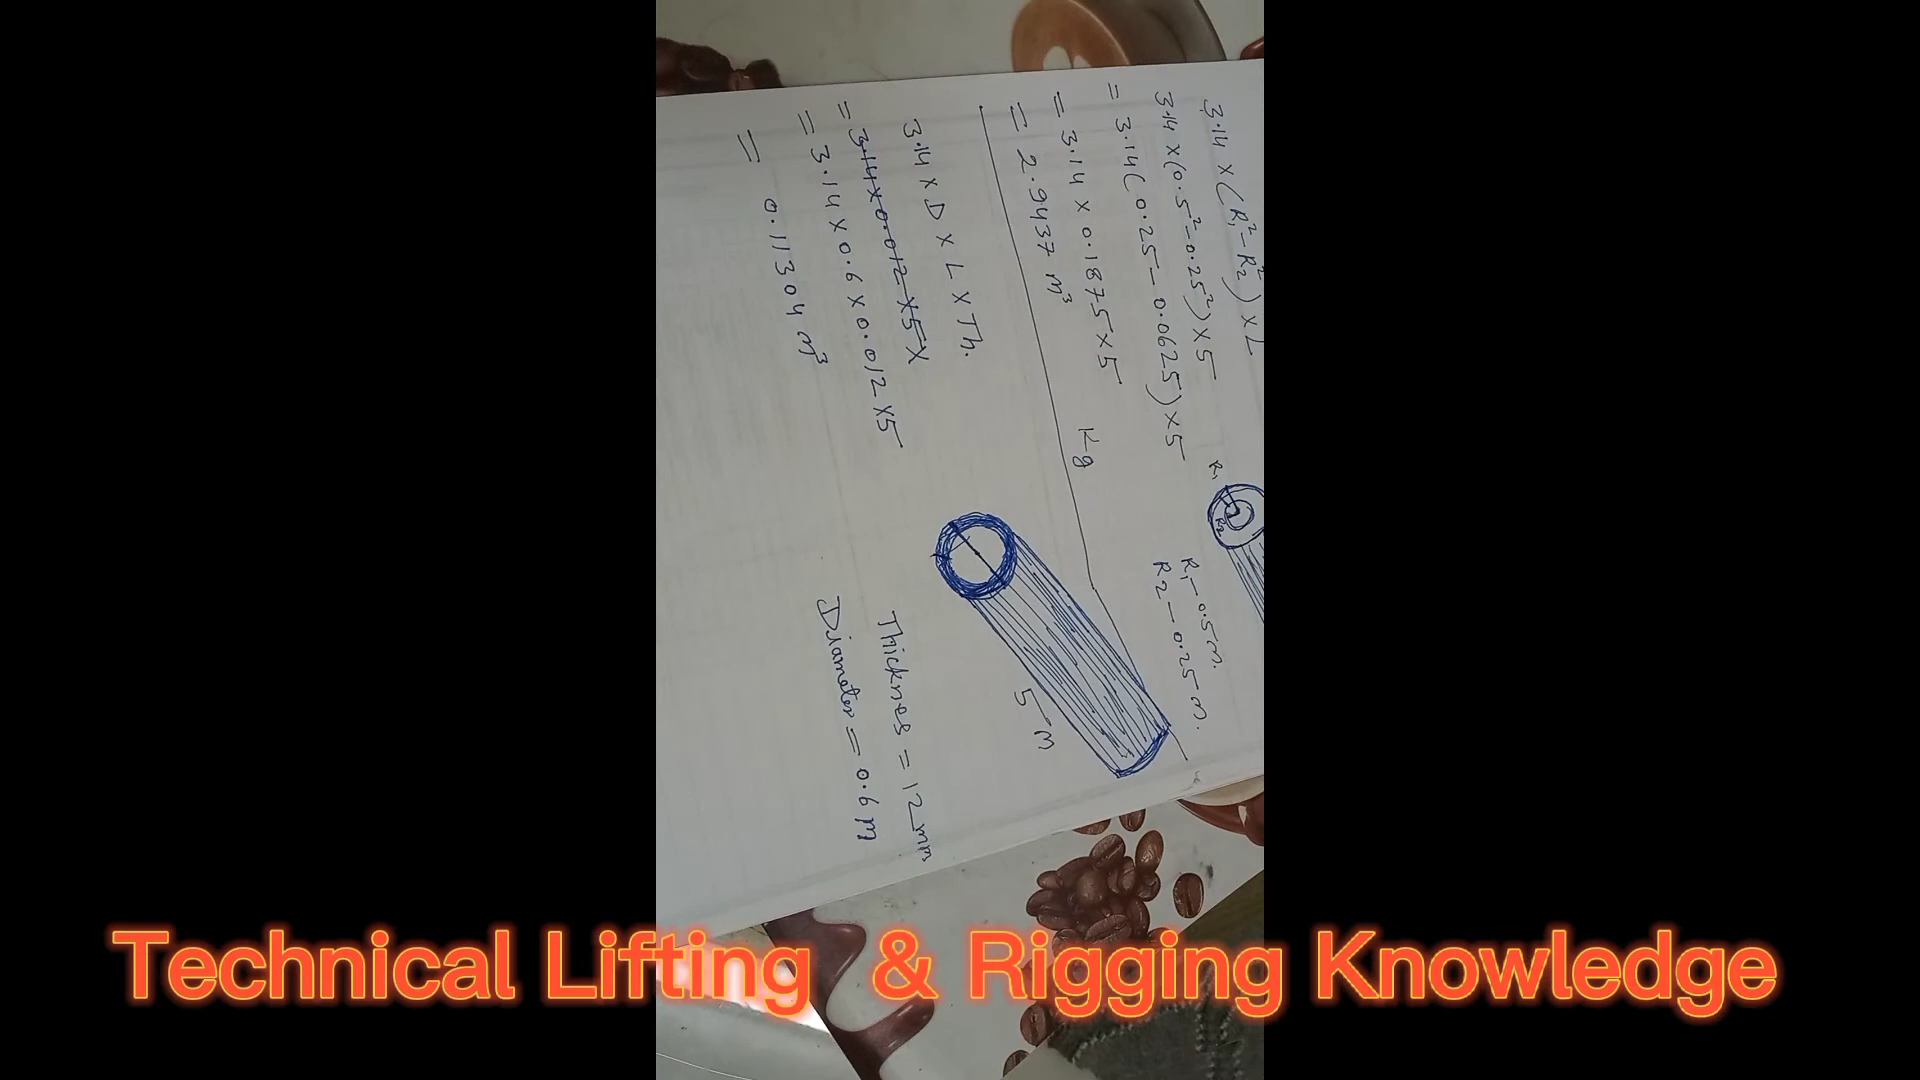 3.14 × (R₁² - R₂²) × L
3.14 × (0.5² - 0.25²) × 5
= 3.14 (0.25 - 0.0625) × 5
= 3.14 × 0.1875 × 5
= 2.9437 m³
Kg
R₁
R₂
R₁ - 0.5 m.
R2 - 0.25 m.
3.14 × D × L × Th.
= 3.14 × 0.012 × 5 ×
= 3.14 × 0.6 × 0.012 × 5
= 0.11304 m³
5 m
Thicknes = 12 mm
Diameter = 0.6 m
Technical Lifting & Rigging Knowledge